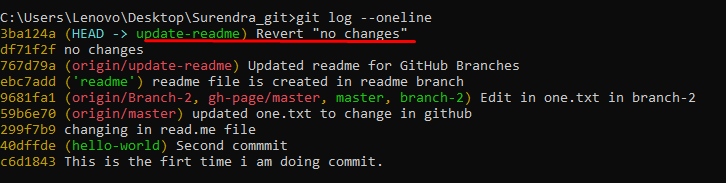 C:\Users\Lenovo\Desktop\Surendra_git>git log --oneline
3ba124a (HEAD -> update-readme) Revert "no changes"
df71f2f no changes
767d79a (origin/update-readme) Updated readme for GitHub Branches
ebc7add ('readme') readme file is created in readme branch
9681fa1 (origin/Branch-2, gh-page/master, master, branch-2) Edit in one.txt in branch-2
59b6e70 (origin/master) updated one.txt to change in github
299f7b9 changing in read.me file
40dffde (hello-world) Second commmit
c6d1843 This is the firt time i am doing commit.